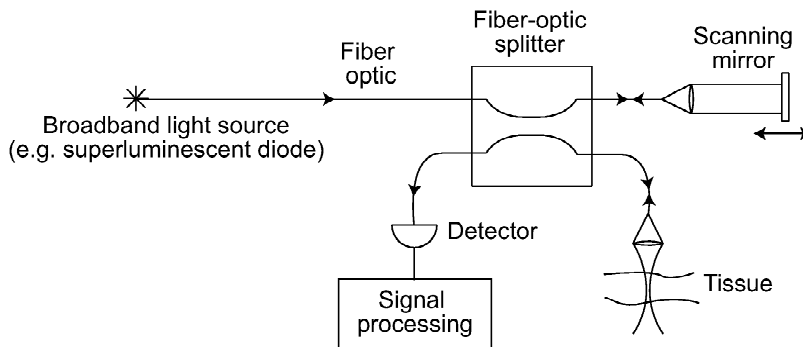 Fiber
optic
Fiber-optic
splitter
Scanning
mirror
Broadband light source
(e.g. superluminescent diode)
Detector
Tissue
Signal
processing